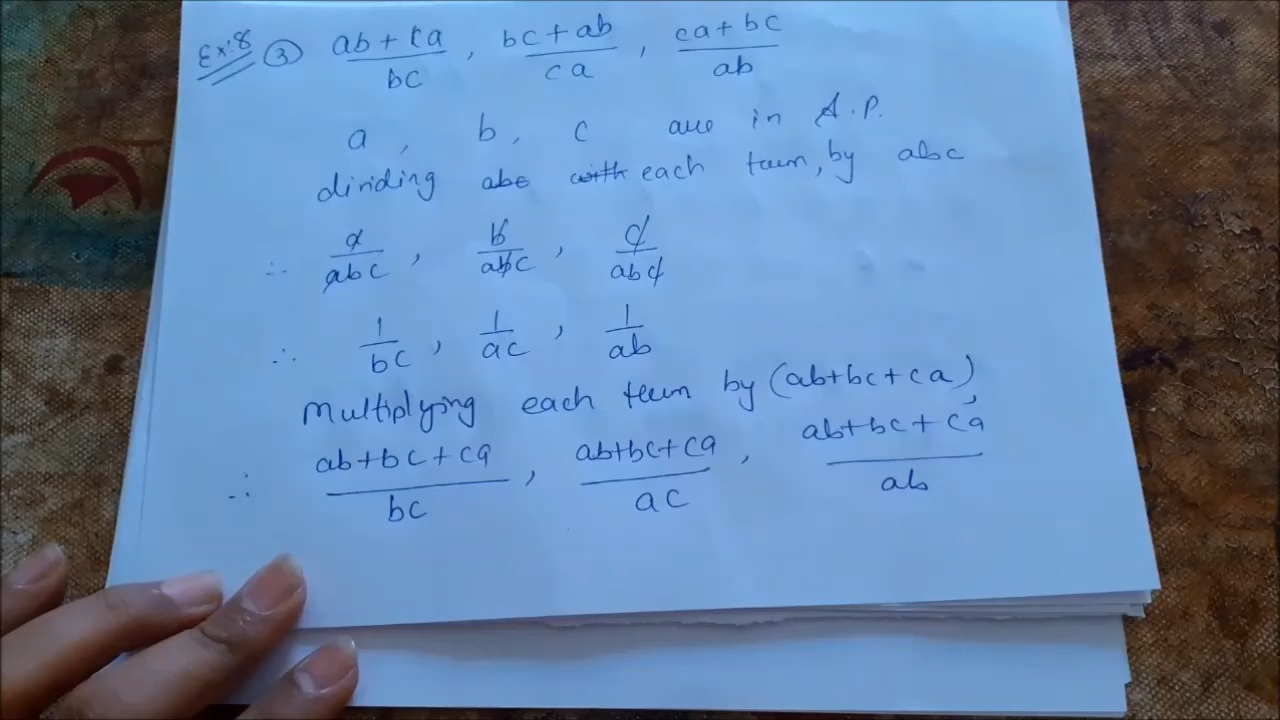 Ex:8 ③ ab + ca / bc , bc + ab / ca , ca + bc / ab
a , b , c are in A.P.
dividing abc with each term, by abc
∴ a / abc , b / abc , c / abc
∴ 1 / bc , 1 / ac , 1 / ab
Multiplying each term by (ab+bc+ca),
∴ ab+bc+ca / bc , ab+bc+ca / ac , ab+bc+ca / ab